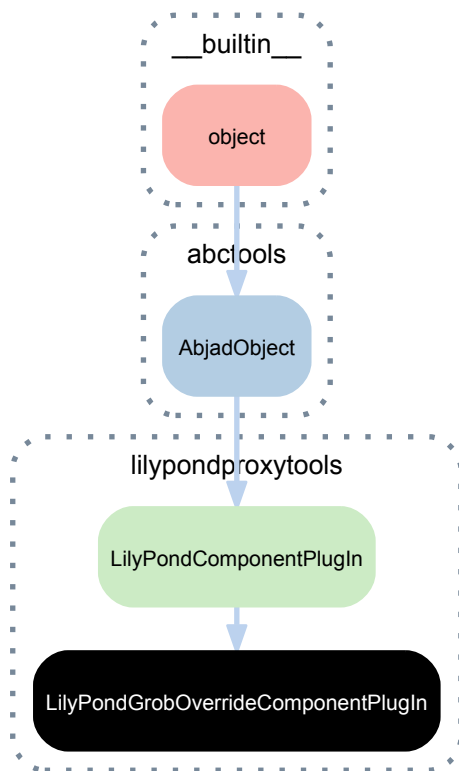 __builtin__
object
abctools
AbjadObject
lilypondproxytools
LilyPondComponentPlugIn
LilyPondGrobOverrideComponentPlugIn